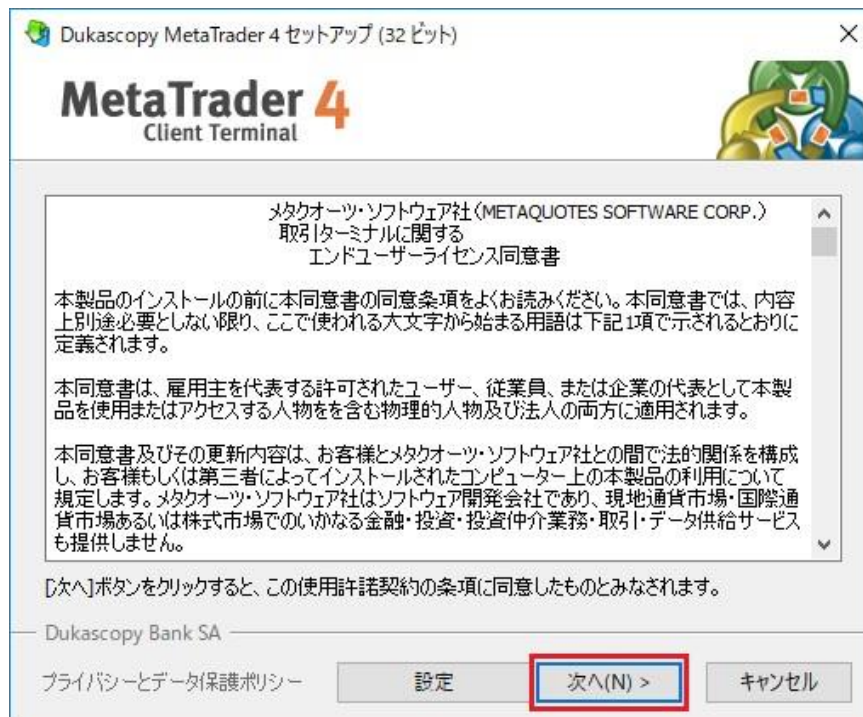 Dukascopy MetaTrader 4 セットアップ (32 ビット)
MetaTrader 4
Client Terminal
メタクオーツ・ソフトウェア社(METAQUOTES SOFTWARE CORP.)
取引ターミナルに関する
エンドユーザーライセンス同意書
本製品のインストールの前に本同意書の同意条項をよくお読みください。本同意書では、内容
上別途必要としない限り、ここで使われる大文字から始まる用語は下記1項で示されるとおりに
定義されます。
本同意書は、雇用主を代表する許可されたユーザー、従業員、または企業の代表として本製
品を使用またはアクセスする人物をを含む物理的人物及び法人の両方に適用されます。
本同意書及びその更新内容は、お客様とメタクオーツ・ソフトウェア社との間で法的関係を構成
し、お客様もしくは第三者によってインストールされたコンピューター上の本製品の利用について
規定します。メタクオーツ・ソフトウェア社はソフトウェア開発会社であり、現地通貨市場・国際通
貨市場あるいは株式市場でのいかなる金融・投資・投資仲介業務・取引・データ供給サービス
も提供しません。
[次へ]ボタンをクリックすると、この使用許諾契約の条項に同意したものとみなされます。
Dukascopy Bank SA
プライバシーとデータ保護ポリシー
設定
次へ(N) >
キャンセル